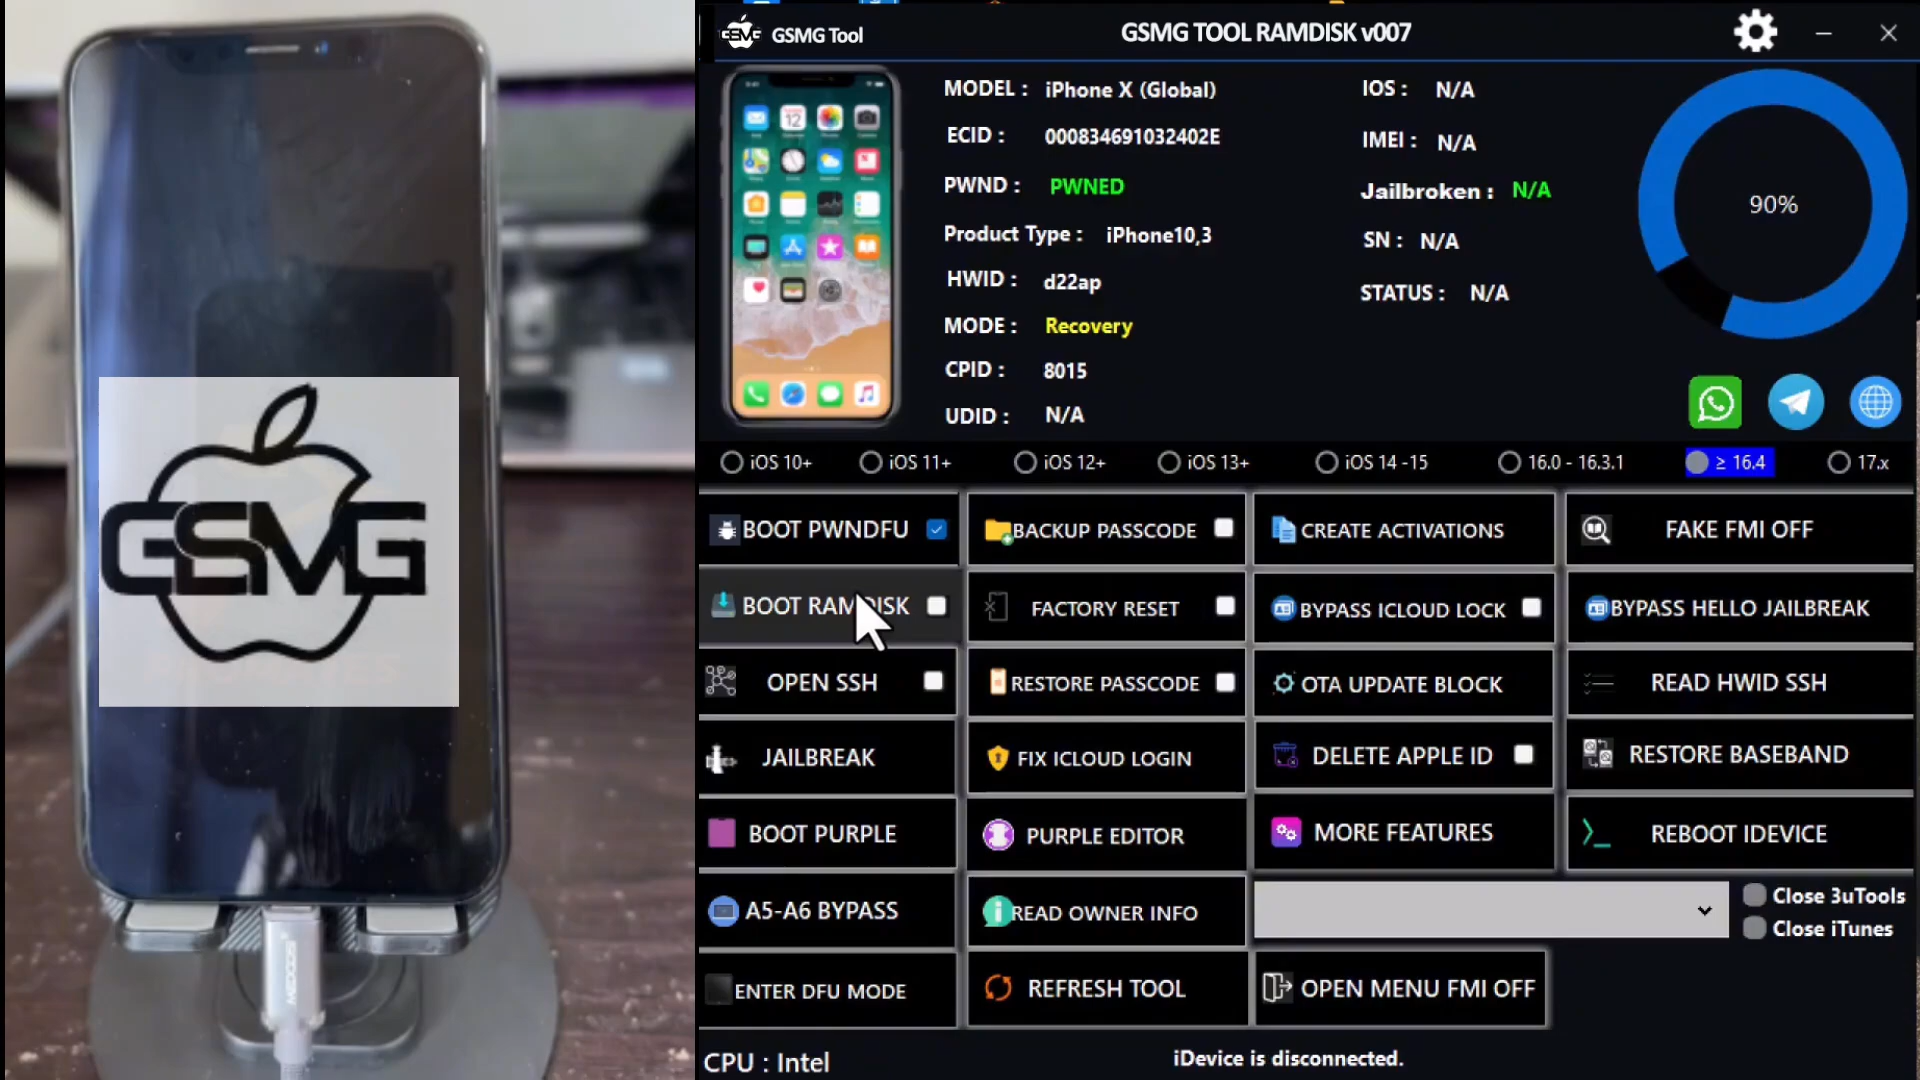 GSMG
MEDOOS
GSMG
GSMG Tool
GSMG TOOL RAMDISK v007
MODEL : iPhone X (Global)
ECID : 000834691032402E
PWND : PWNED
Product Type : iPhone10,3
HWID : d22ap
MODE : Recovery
CPID : 8015
UDID : N/A
IOS : N/A
IMEI : N/A
Jailbroken : N/A
SN : N/A
STATUS : N/A
90%
12
iOS 10+ iOS 11+ iOS 12+ iOS 13+ iOS 14 -15 16.0 - 16.3.1 ≥ 16.4 17.x
BOOT PWNDFU BACKUP PASSCODE CREATE ACTIVATIONS FAKE FMI OFF
BOOT RAMDISK FACTORY RESET BYPASS ICLOUD LOCK BYPASS HELLO JAILBREAK
OPEN SSH RESTORE PASSCODE OTA UPDATE BLOCK READ HWID SSH
JAILBREAK FIX ICLOUD LOGIN DELETE APPLE ID RESTORE BASEBAND
BOOT PURPLE PURPLE EDITOR MORE FEATURES REBOOT IDEVICE
A5-A6 BYPASS READ OWNER INFO Close 3uTools
Close iTunes
ENTER DFU MODE REFRESH TOOL OPEN MENU FMI OFF
CPU : Intel iDevice is disconnected.